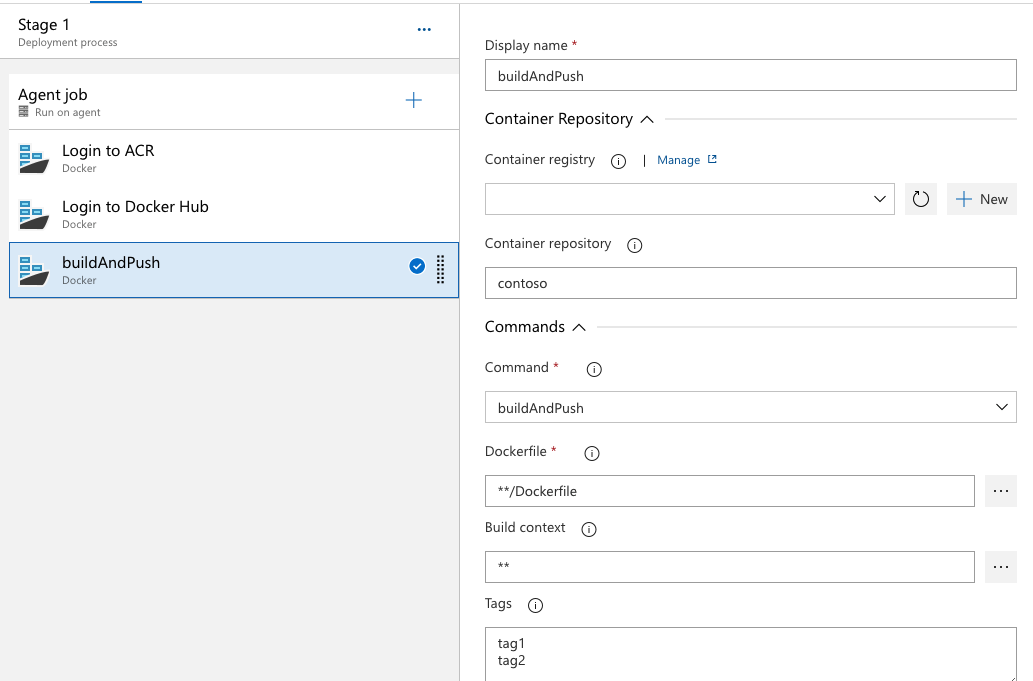 Stage 1
Deployment process
Agent job
Run on agent
Login to ACR
Docker
Login to Docker Hub
Docker
buildAndPush
Docker
Display name *
buildAndPush
Container Repository
Container registry | Manage
New
Container repository
contoso
Commands
Command *
buildAndPush
Dockerfile *
**/Dockerfile
Build context
**
Tags
tag1
tag2